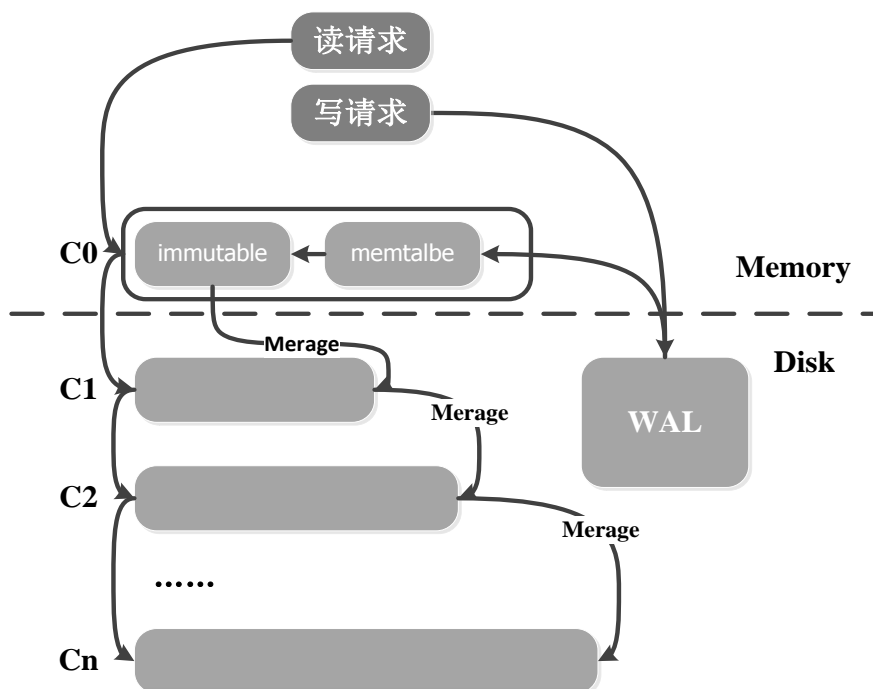 读请求
写请求
C0
immutable
memtalbe
Memory
Merage
Disk
C1
Merage
WAL
C2
Merage
......
Cn